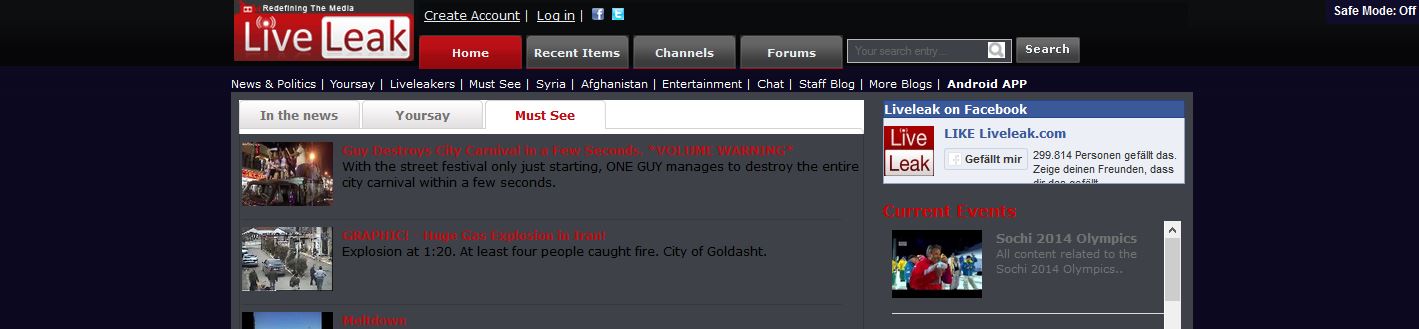 Redefining The Media
Live Leak
Create Account | Log in |
Safe Mode: Off
Home
Recent Items
Channels
Forums
Your search entry...
Search
News & Politics | Yoursay | Liveleakers | Must See | Syria | Afghanistan | Entertainment | Chat | Staff Blog | More Blogs | Android APP
In the news
Yoursay
Must See
Guy Destroys City Carnival in a Few Seconds. *VOLUME WARNING*
With the street festival only just starting, ONE GUY manages to destroy the entire
city carnival within a few seconds.
GRAPHIC! - Huge Gas Explosion in Iran!
Explosion at 1:20. At least four people caught fire. City of Goldasht.
Meltdown
Liveleak on Facebook
Live
Leak
LIKE Liveleak.com
Gefällt mir
299.814 Personen gefällt das.
Zeige deinen Freunden, dass
dir das gefällt
Current Events
Sochi 2014 Olympics
All content related to the
Sochi 2014 Olympics..